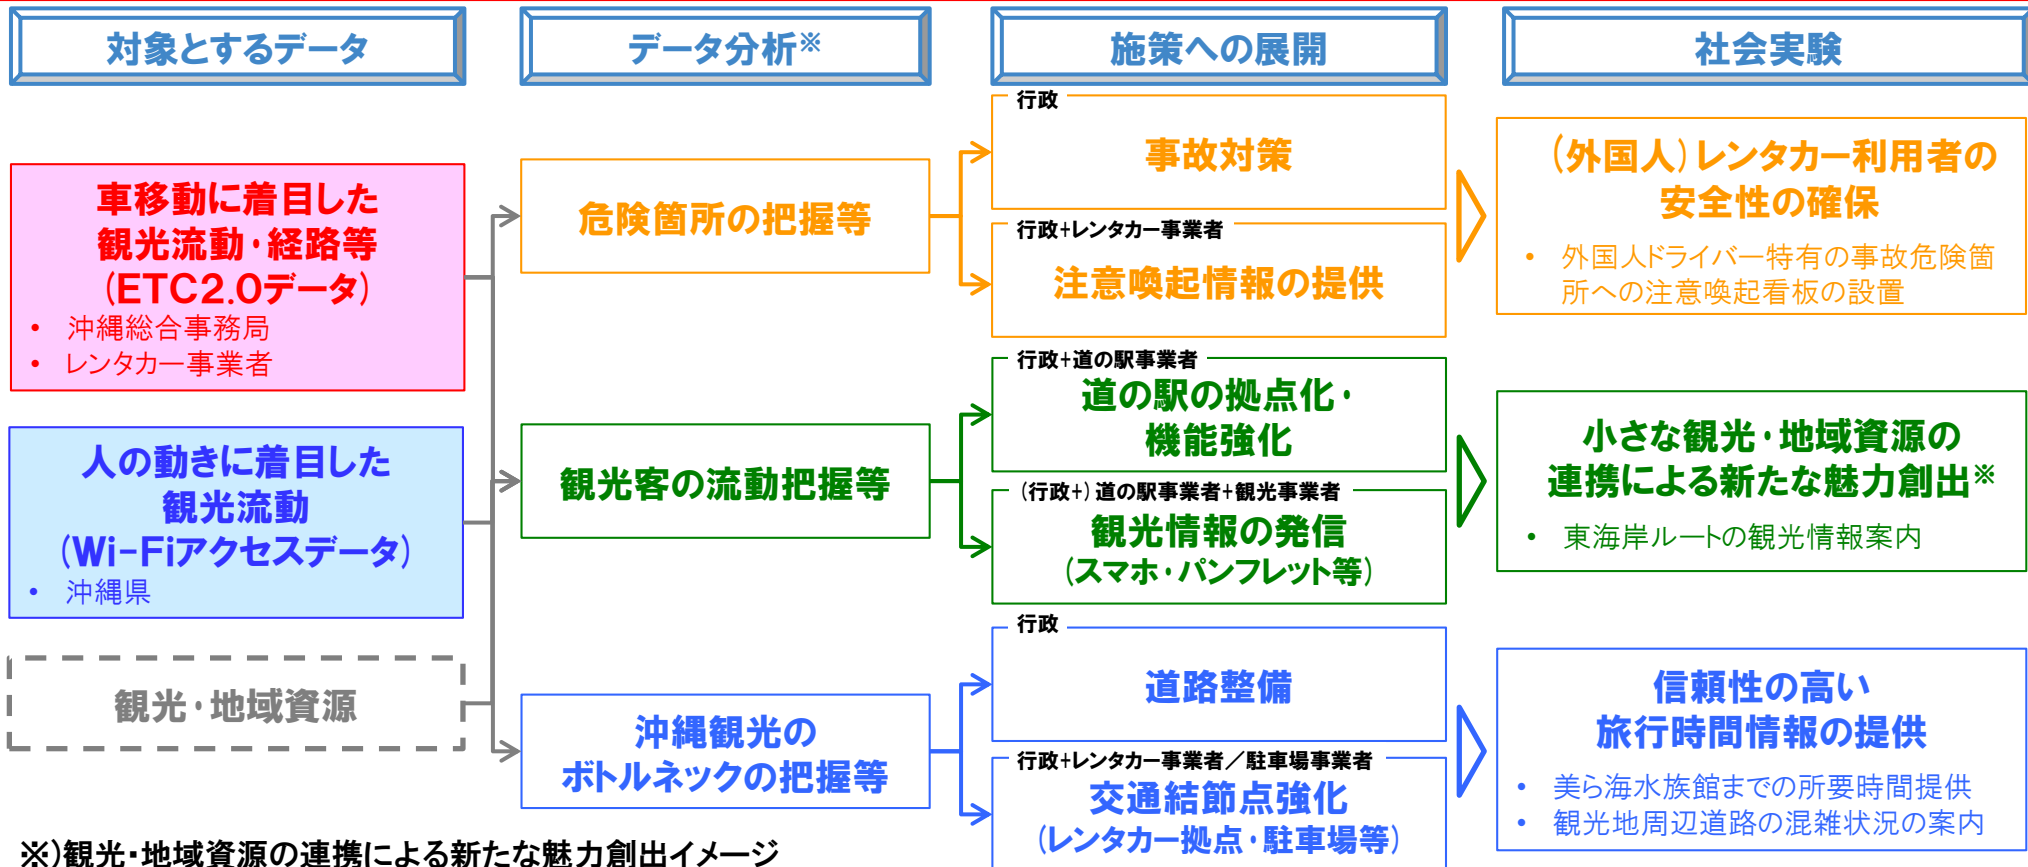 対象とするデータ
データ分析※
施策への展開
社会実験
車移動に着目した
観光流動・経路等
(ETC2.0データ)
• 沖縄総合事務局
• レンタカー事業者
人の動きに着目した
観光流動
(Wi-Fiアクセスデータ)
• 沖縄県
観光・地域資源
危険箇所の把握等
観光客の流動把握等
沖縄観光の
ボトルネックの把握等
行政
事故対策
行政+レンタカー事業者
注意喚起情報の提供
行政+道の駅事業者
道の駅の拠点化・
機能強化
(行政+)道の駅事業者+観光事業者
観光情報の発信
(スマホ・パンフレット等)
行政
道路整備
行政+レンタカー事業者／駐車場事業者
交通結節点強化
(レンタカー拠点・駐車場等)
(外国人)レンタカー利用者の
安全性の確保
• 外国人ドライバー特有の事故危険箇
所への注意喚起看板の設置
小さな観光・地域資源の
連携による新たな魅力創出※
• 東海岸ルートの観光情報案内
信頼性の高い
旅行時間情報の提供
• 美ら海水族館までの所要時間提供
• 観光地周辺道路の混雑状況の案内
※)観光・地域資源の連携による新たな魅力創出イメージ